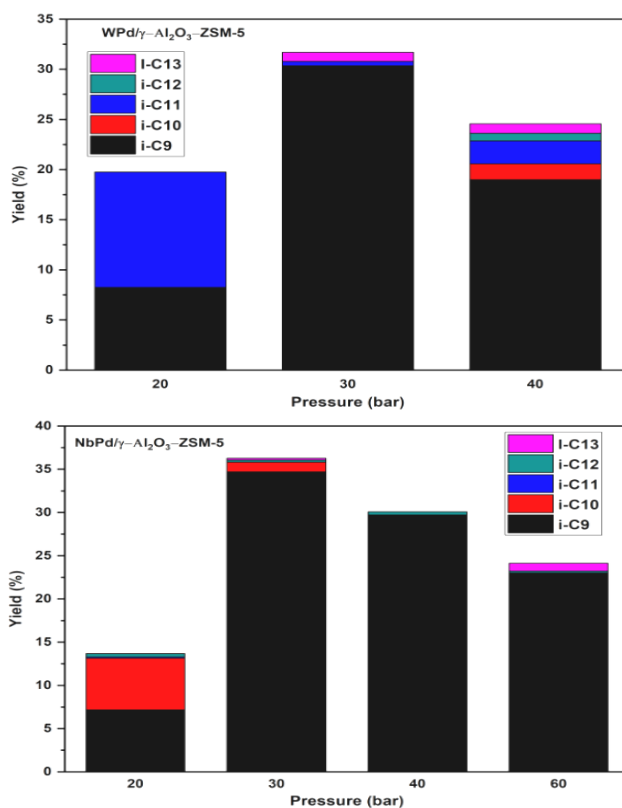 WPd/γ-Al₂O₃-ZSM-5
I-C13
i-C12
i-C11
i-C10
i-C9
35
30
25
20
15
10
5
0
Yield (%)
20 30 40
Pressure (bar)
NbPd/γ-Al₂O₃-ZSM-5
I-C13
i-C12
i-C11
i-C10
i-C9
40
35
30
25
20
15
10
5
0
Yield (%)
20 30 40 60
Pressure (bar)